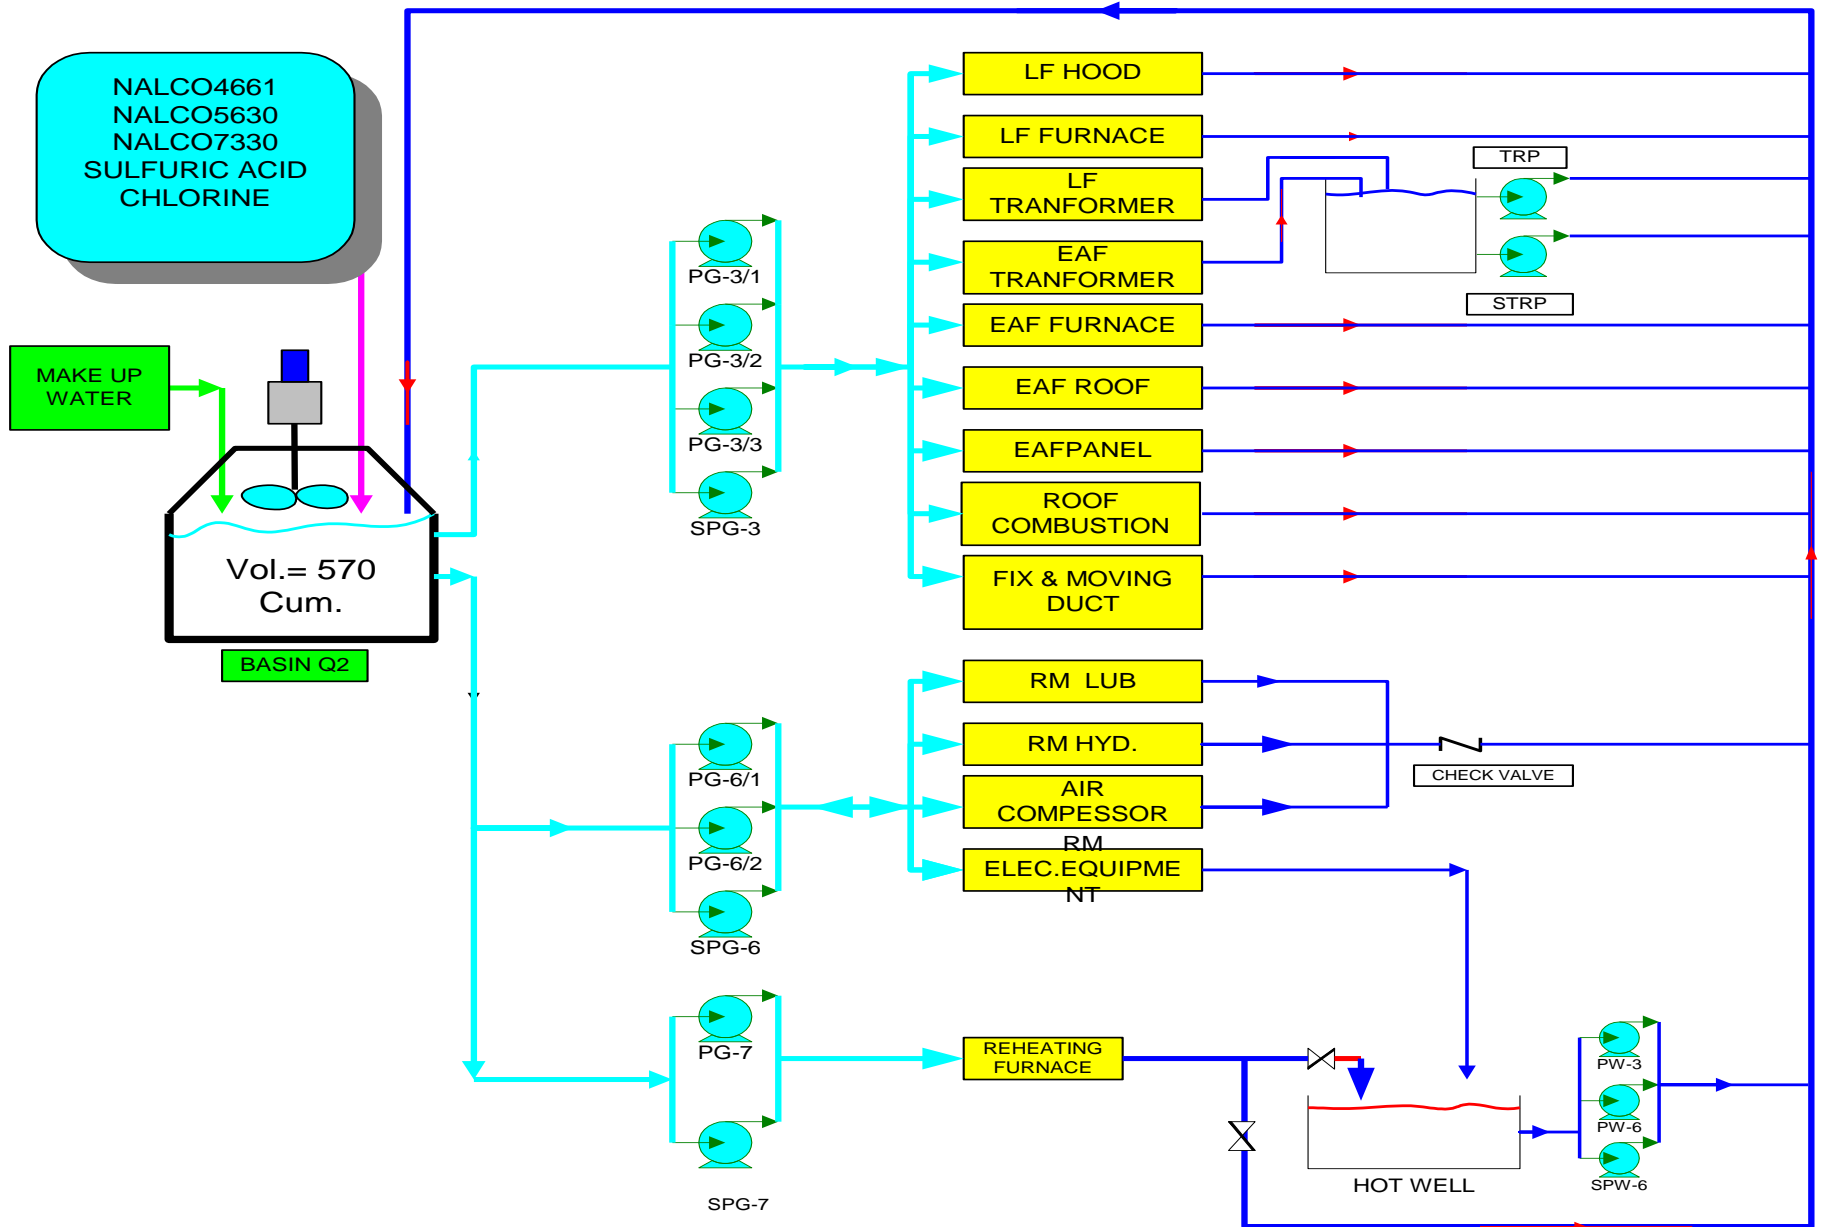 NALCO4661
NALCO5630
NALCO7330
SULFURIC ACID
CHLORINE
MAKE UP
WATER
Vol.= 570
Cum.
BASIN Q2
PG-3/1
PG-3/2
PG-3/3
SPG-3
PG-6/1
PG-6/2
SPG-6
PG-7
SPG-7
LF HOOD
LF FURNACE
LF
TRANFORMER
EAF
TRANFORMER
EAF FURNACE
EAF ROOF
EAFPANEL
ROOF
COMBUSTION
FIX & MOVING
DUCT
RM LUB
RM HYD.
AIR
COMPESSOR
RM
ELEC.EQUIPME
NT
REHEATING
FURNACE
TRP
STRP
CHECK VALVE
HOT WELL
PW-3
PW-6
SPW-6